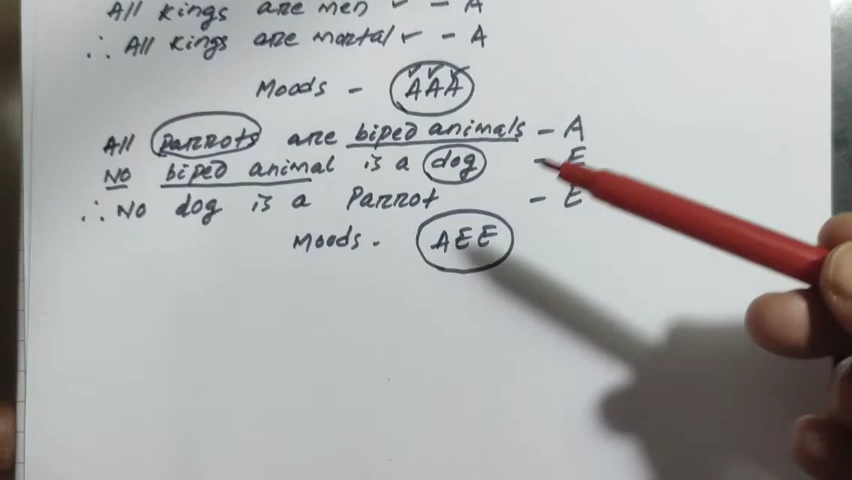 All kings are men ✓ - A
∴ All kings are mortal ✓ - A
Moods - AAA
All Parrots are biped animals - A
No biped animal is a dog - E
∴ No dog is a Parrot - E
Moods - AEE